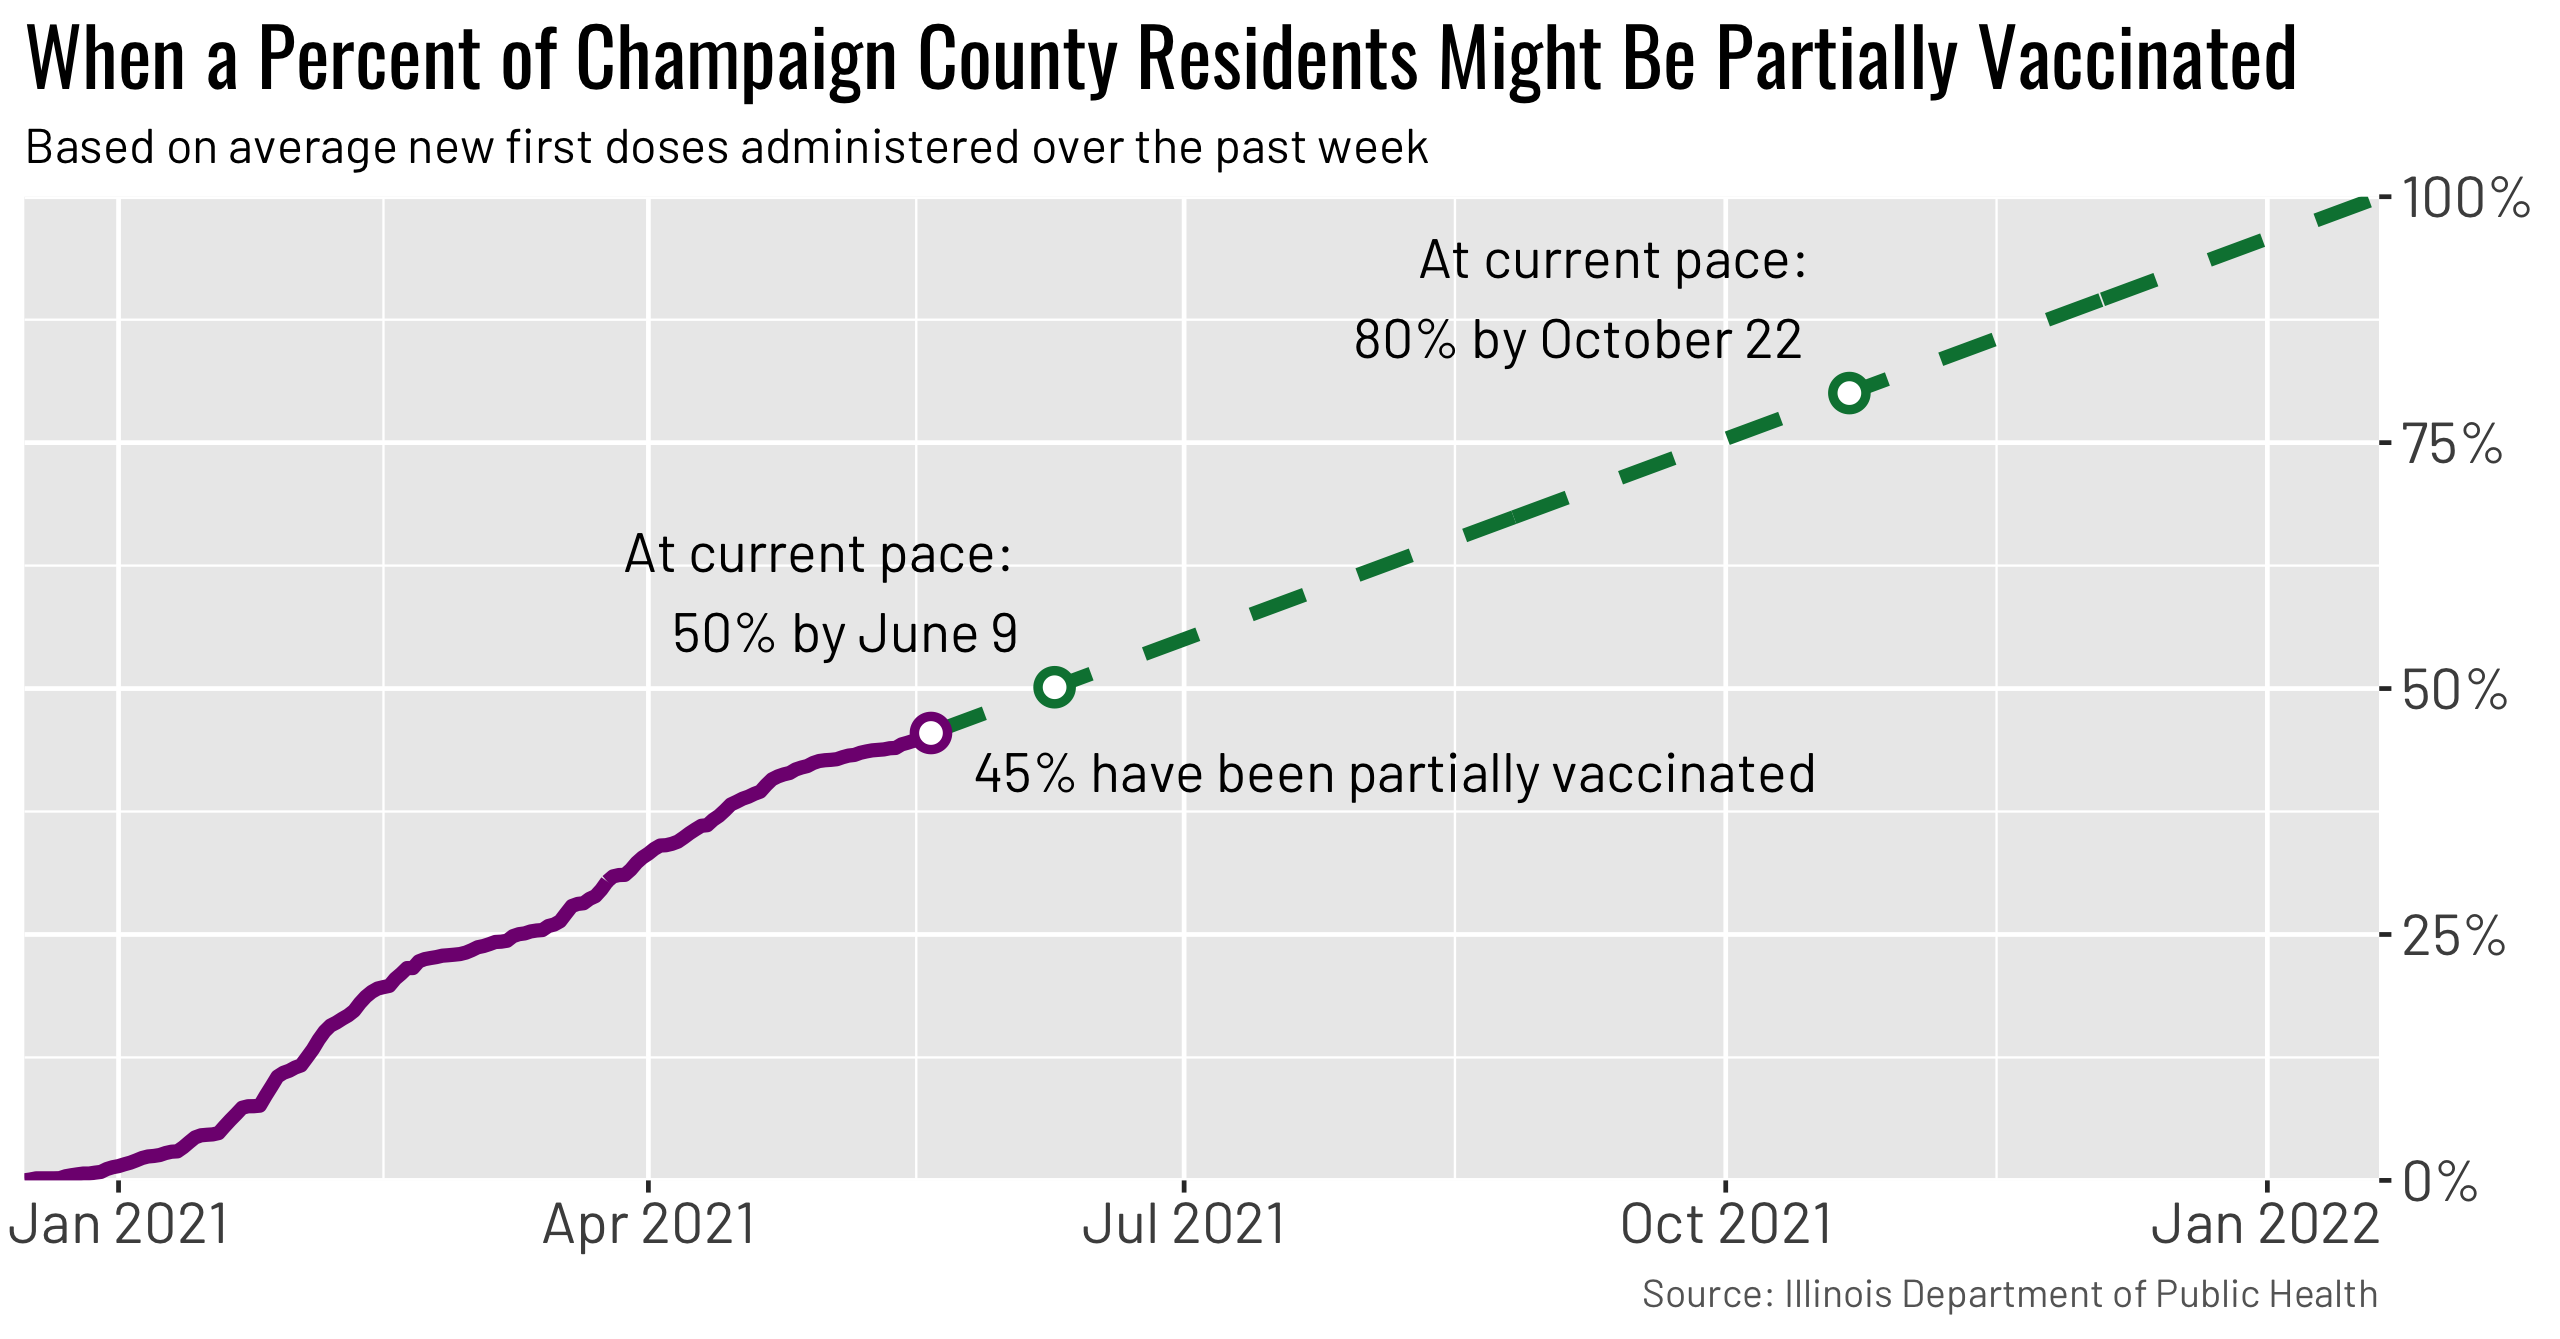 When a Percent of Champaign County Residents Might Be Partially Vaccinated
Based on average new first doses administered over the past week
100%
At current pace:
80% by October 22
75%
At current pace:
50% by June 9
50%
45% have been partially vaccinated
25%
0%
Jan 2021
Apr 2021
Jul 2021
Oct 2021
Jan 2022
Source: Illinois Department of Public Health